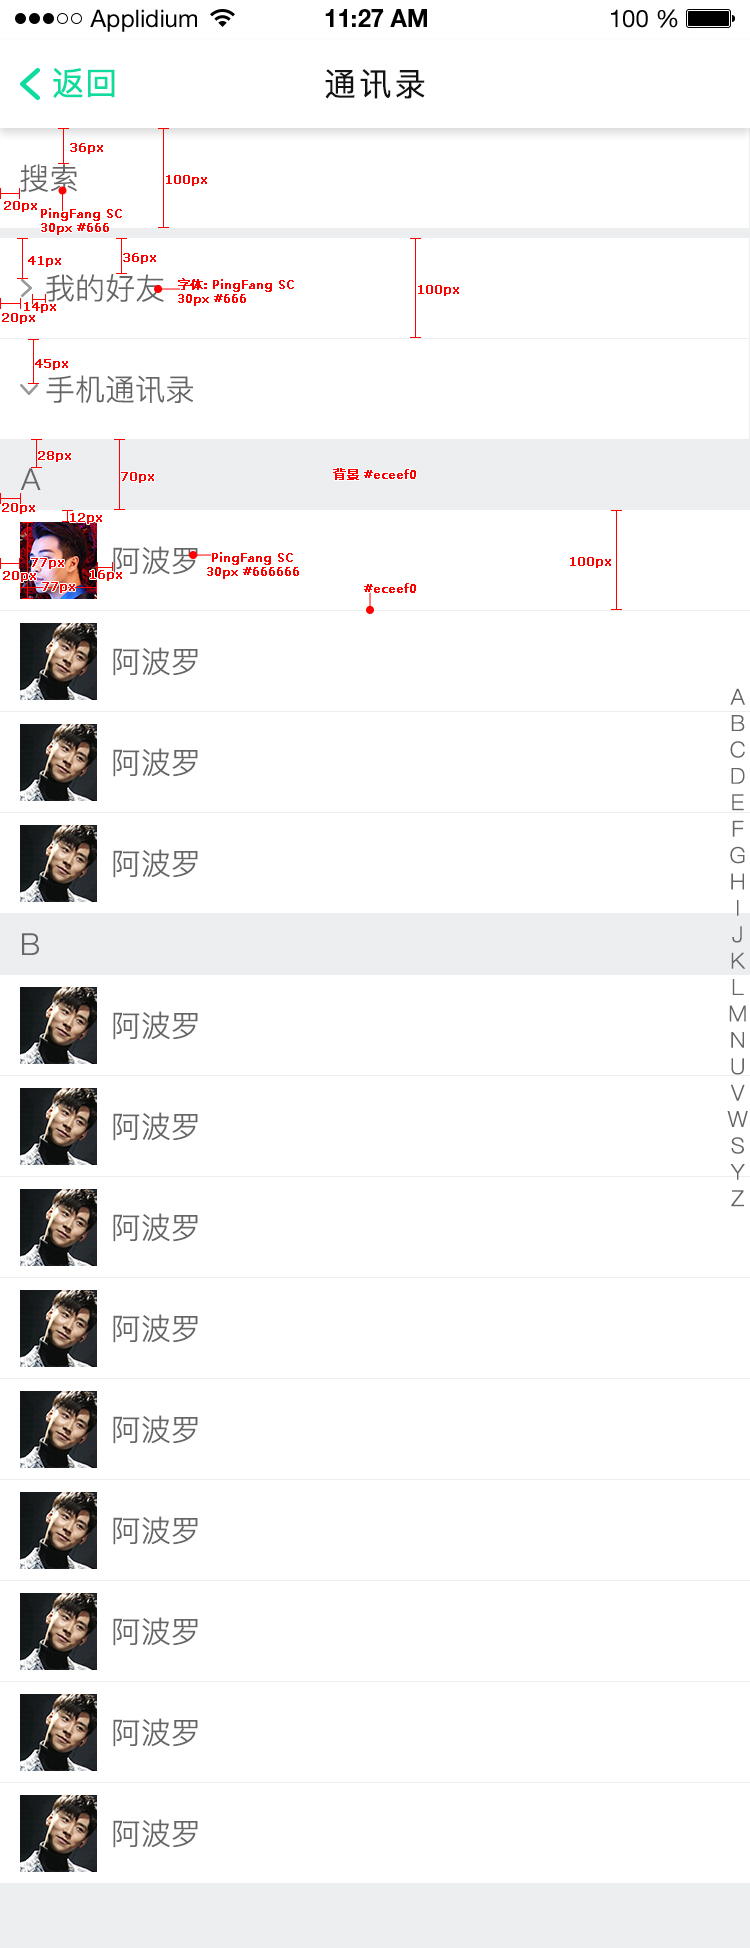 Applidium 11:27 AM 100 %
返回 通讯录
36px
100px
搜索
20px
PingFang SC
30px #666
41px
36px
我的好友
字体: PingFang SC
30px #666
100px
14px
20px
45px
手机通讯录
28px
70px
背景 #eceef0
A
20px
12px
阿波罗
PingFang SC
30px #666666
100px
77px
20px
16px
77px
#eceef0
阿波罗
阿波罗
阿波罗
B
阿波罗
阿波罗
阿波罗
阿波罗
阿波罗
阿波罗
阿波罗
阿波罗
阿波罗
A
B
C
D
E
F
G
H
I
J
K
L
M
N
U
V
W
S
Y
Z